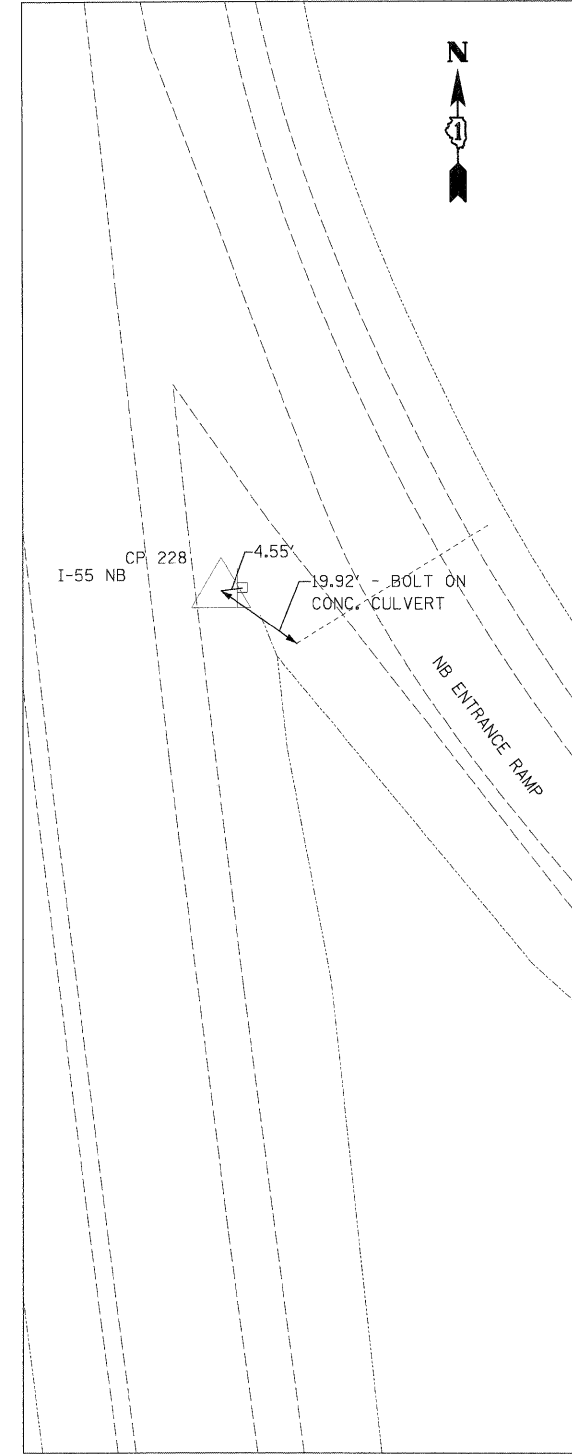 N
1
CP 228
4.55'
I-55 NB
19.92' - BOLT ON
CONC. CULVERT
NB ENTRANCE RAMP